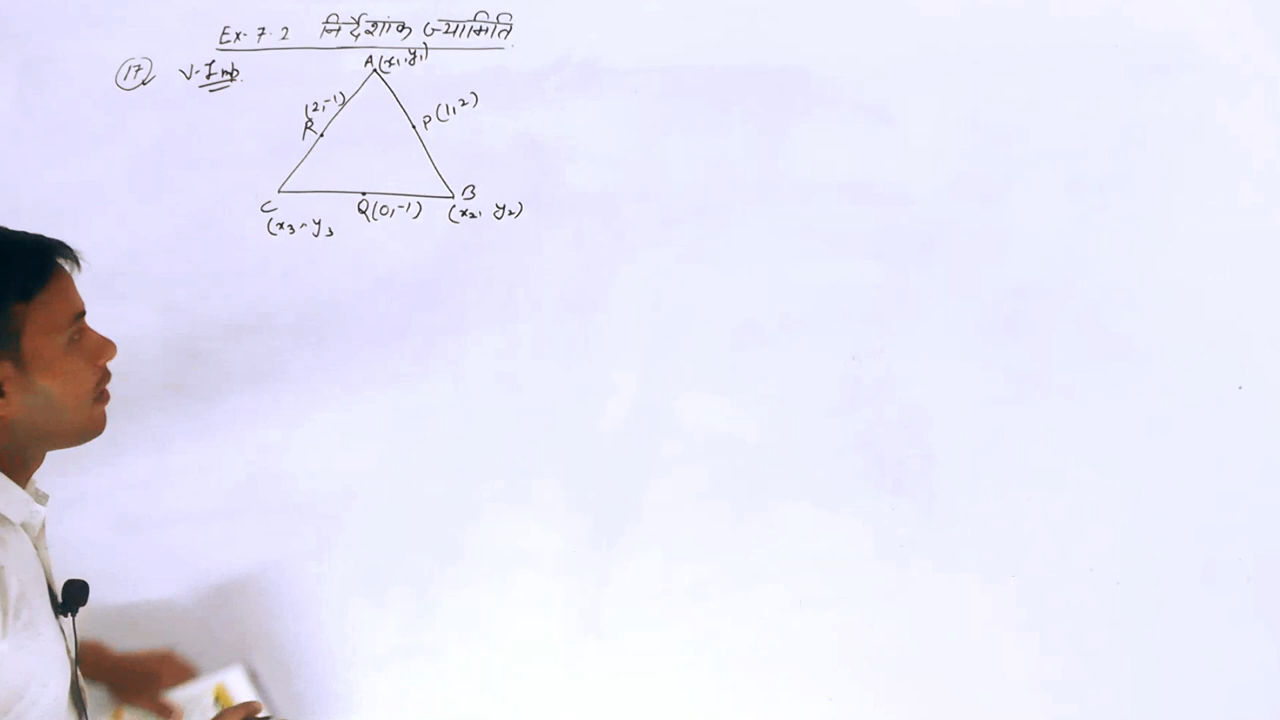 Ex- 7.2 निर्देशांक ज्यामिति
17 V-Imp.
A(x₁, y₁)
(2,-1)
R
P(1,2)
C
Q(0,-1)
B
(x₃, y₃
(x₂, y₂)